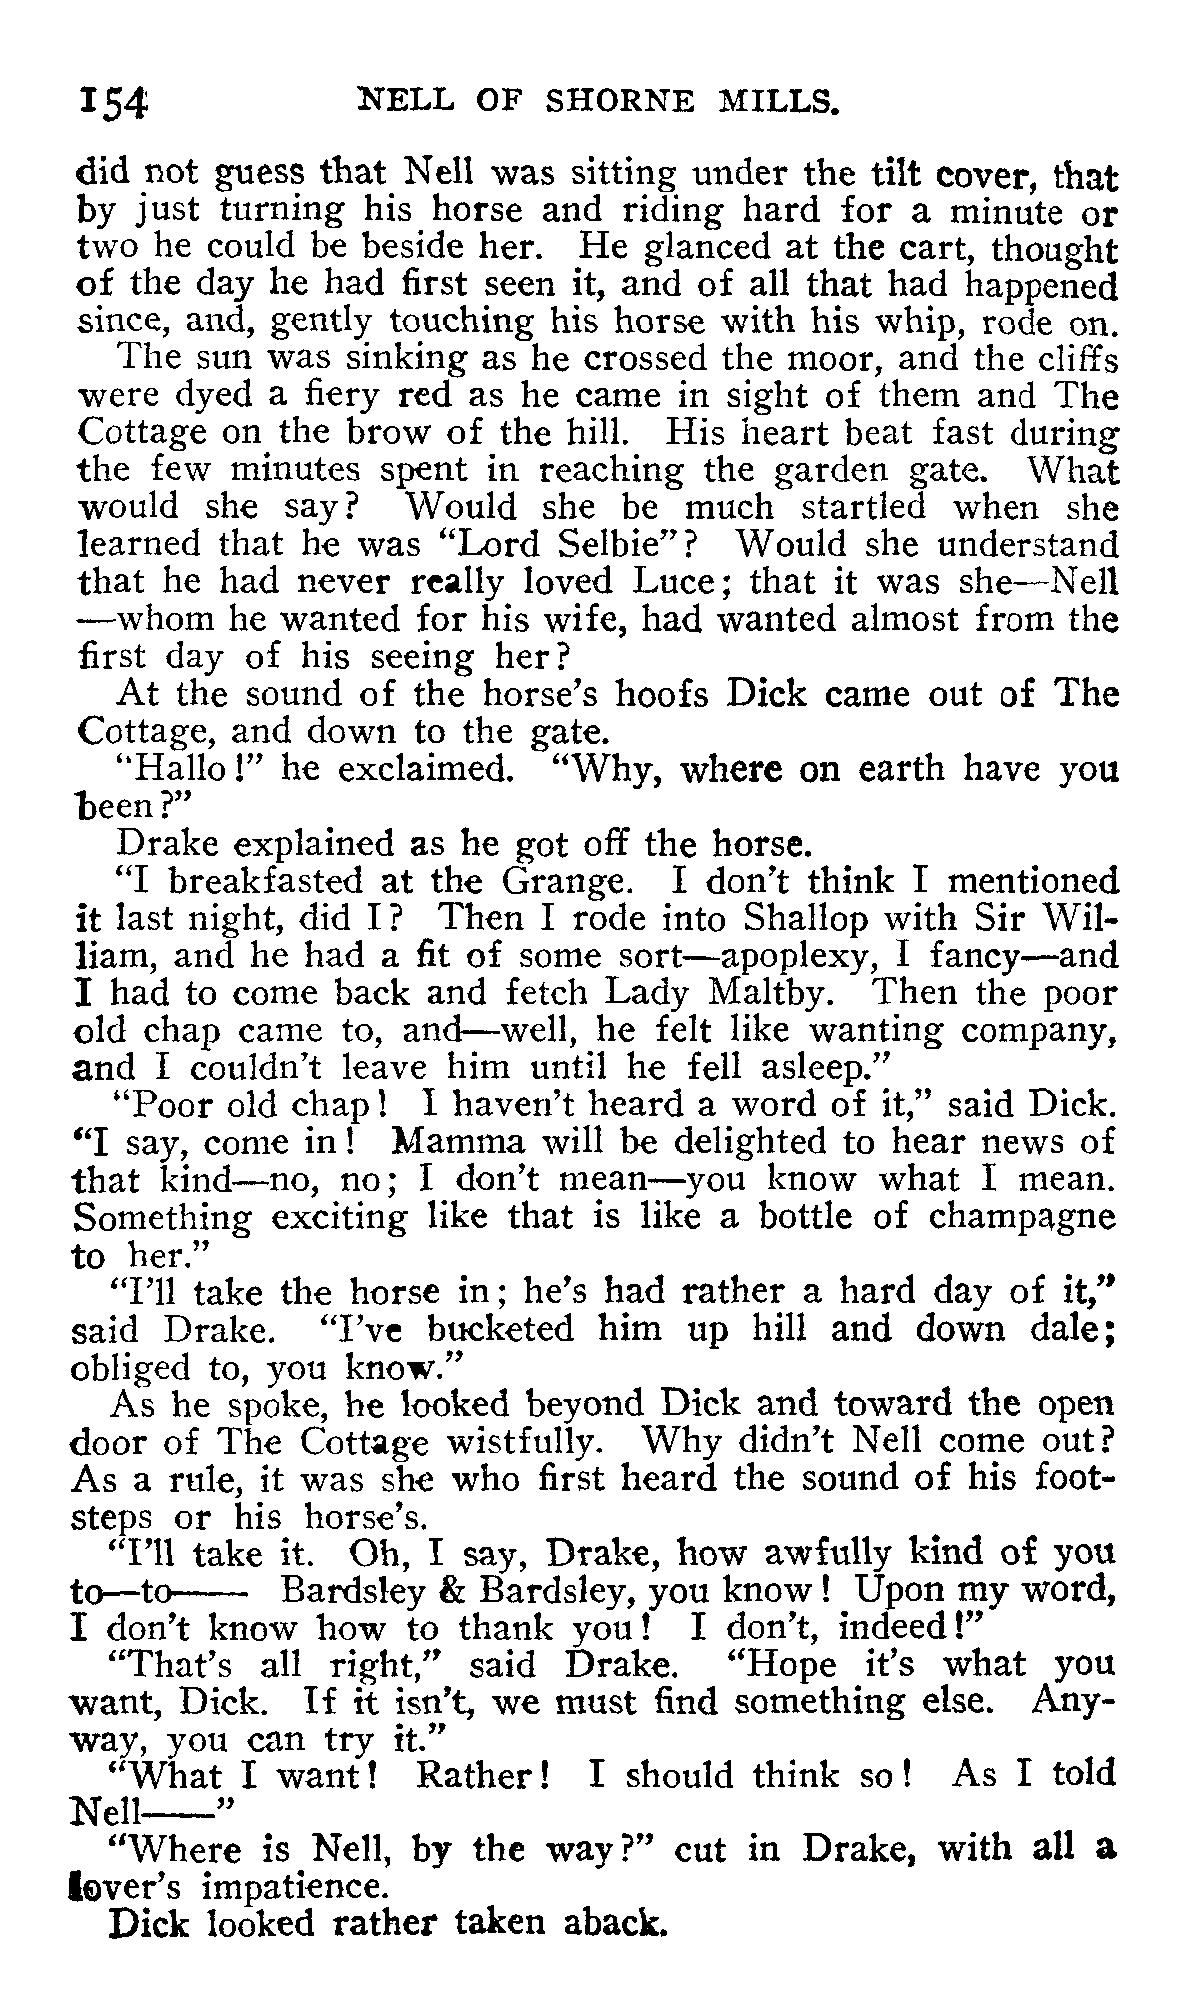 154 NELL OF SHORNE MILLS.
did not guess that Nell was sitting under the tilt cover, that
by just turning his horse and riding hard for a minute or
two he could be beside her. He glanced at the cart, thought
of the day he had first seen it, and of all that had happened
since, and, gently touching his horse with his whip, rode on.
The sun was sinking as he crossed the moor, and the cliffs
were dyed a fiery red as he came in sight of them and The
Cottage on the brow of the hill. His heart beat fast during
the few minutes spent in reaching the garden gate. What
would she say? Would she be much startled when she
learned that he was “Lord Selbie”? Would she understand
that he had never really loved Luce; that it was she—Nell
—whom he wanted for his wife, had wanted almost from the
first day of his seeing her?
At the sound of the horse’s hoofs Dick came out of The
Cottage, and down to the gate.
“Hallo!” he exclaimed. “Why, where on earth have you
been?”
Drake explained as he got off the horse.
“I breakfasted at the Grange. I don’t think I mentioned
it last night, did I? Then I rode into Shallop with Sir Wil-
liam, and he had a fit of some sort—apoplexy, I fancy—and
I had to come back and fetch Lady Maltby. Then the poor
old chap came to, and—well, he felt like wanting company,
and I couldn’t leave him until he fell asleep.”
“Poor old chap! I haven’t heard a word of it,” said Dick.
“I say, come in! Mamma will be delighted to hear news of
that kind—no, no; I don’t mean—you know what I mean.
Something exciting like that is like a bottle of champagne
to her.”
“I’ll take the horse in; he’s had rather a hard day of it,”
said Drake. “I’ve bucketed him up hill and down dale;
obliged to, you know.”
As he spoke, he looked beyond Dick and toward the open
door of The Cottage wistfully. Why didn’t Nell come out?
As a rule, it was she who first heard the sound of his foot-
steps or his horse’s.
“I’ll take it. Oh, I say, Drake, how awfully kind of you
to—to—— Bardsley & Bardsley, you know! Upon my word,
I don’t know how to thank you! I don’t, indeed!”
“That’s all right,” said Drake. “Hope it’s what you
want, Dick. If it isn’t, we must find something else. Any-
way, you can try it.”
“What I want! Rather! I should think so! As I told
Nell——”
“Where is Nell, by the way?” cut in Drake, with all a
lover’s impatience.
Dick looked rather taken aback.